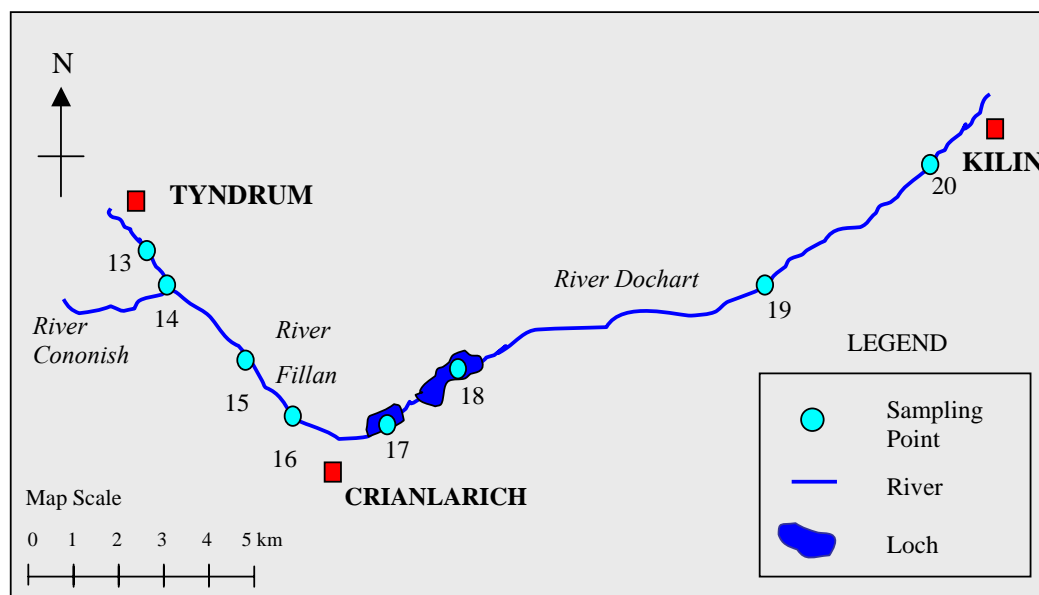 N
TYNDRUM
KILIN
20
13
River Dochart
14
19
River
Cononish
River
Fillan
LEGEND
18
15
Sampling
Point
16
17
CRIANLARICH
River
Map Scale
0 1 2 3 4 5 km
Loch